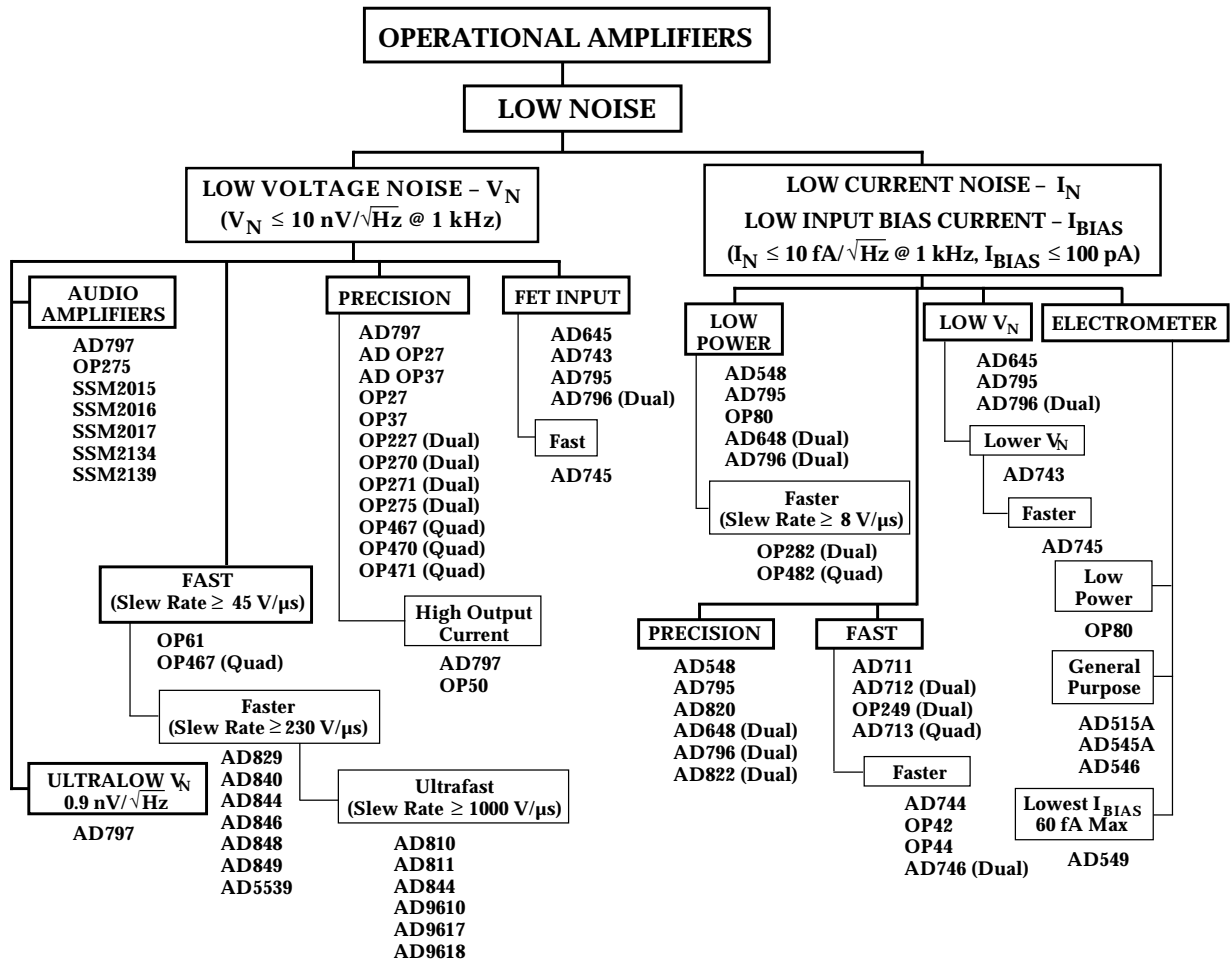 OPERATIONAL AMPLIFIERS
LOW NOISE
LOW VOLTAGE NOISE – VN
(VN ≤ 10 nV/√Hz @ 1 kHz)
AUDIO
AMPLIFIERS
AD797
OP275
SSM2015
SSM2016
SSM2017
SSM2134
SSM2139
FAST
(Slew Rate ≥ 45 V/µs)
OP61
OP467 (Quad)
Faster
(Slew Rate ≥ 230 V/µs)
AD829
AD840
AD844
AD846
AD848
AD849
AD5539
Ultrafast
(Slew Rate ≥ 1000 V/µs)
AD810
AD811
AD844
AD9610
AD9617
AD9618
ULTRALOW VN
0.9 nV/√Hz
AD797
PRECISION
AD797
AD OP27
AD OP37
OP27
OP37
OP227 (Dual)
OP270 (Dual)
OP271 (Dual)
OP275 (Dual)
OP467 (Quad)
OP470 (Quad)
OP471 (Quad)
High Output
Current
AD797
OP50
FET INPUT
AD645
AD743
AD795
AD796 (Dual)
Fast
AD745
LOW CURRENT NOISE – IN
LOW INPUT BIAS CURRENT – IBIAS
(IN ≤ 10 fA/√Hz @ 1 kHz, IBIAS ≤ 100 pA)
LOW
POWER
AD548
AD795
OP80
AD648 (Dual)
AD796 (Dual)
Faster
(Slew Rate ≥ 8 V/µs)
OP282 (Dual)
OP482 (Quad)
PRECISION
AD548
AD795
AD820
AD648 (Dual)
AD796 (Dual)
AD822 (Dual)
FAST
AD711
AD712 (Dual)
OP249 (Dual)
AD713 (Quad)
Faster
AD744
OP42
OP44
AD746 (Dual)
LOW VN
AD645
AD795
AD796 (Dual)
Lower VN
AD743
Faster
AD745
ELECTROMETER
Low
Power
OP80
General
Purpose
AD515A
AD545A
AD546
Lowest IBIAS
60 fA Max
AD549